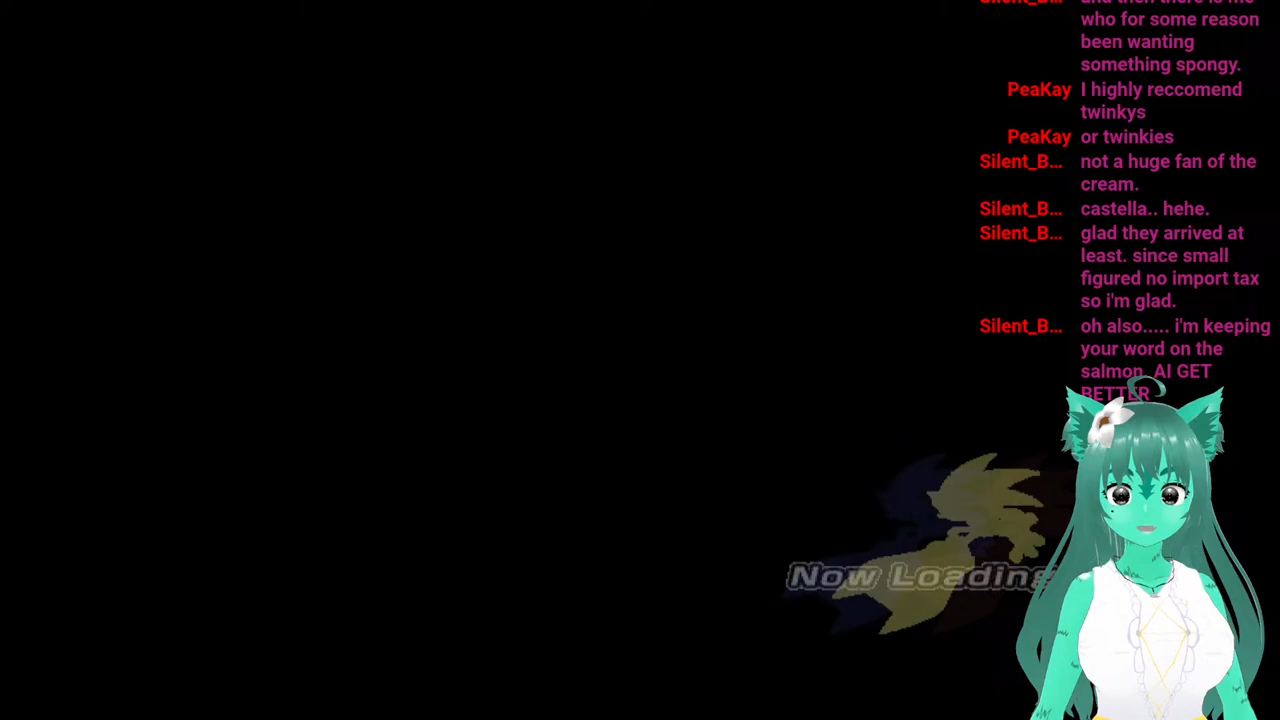 who for some reason
been wanting
something spongy.
PeaKay I highly reccomend
twinkys
PeaKay or twinkies
Silent_B… not a huge fan of the
cream.
Silent_B… castella.. hehe.
Silent_B… glad they arrived at
least. since small
figured no import tax
so i'm glad.
Silent_B… oh also..... i'm keeping
your word on the
salmon. AI GET
BETTER
Now Loading